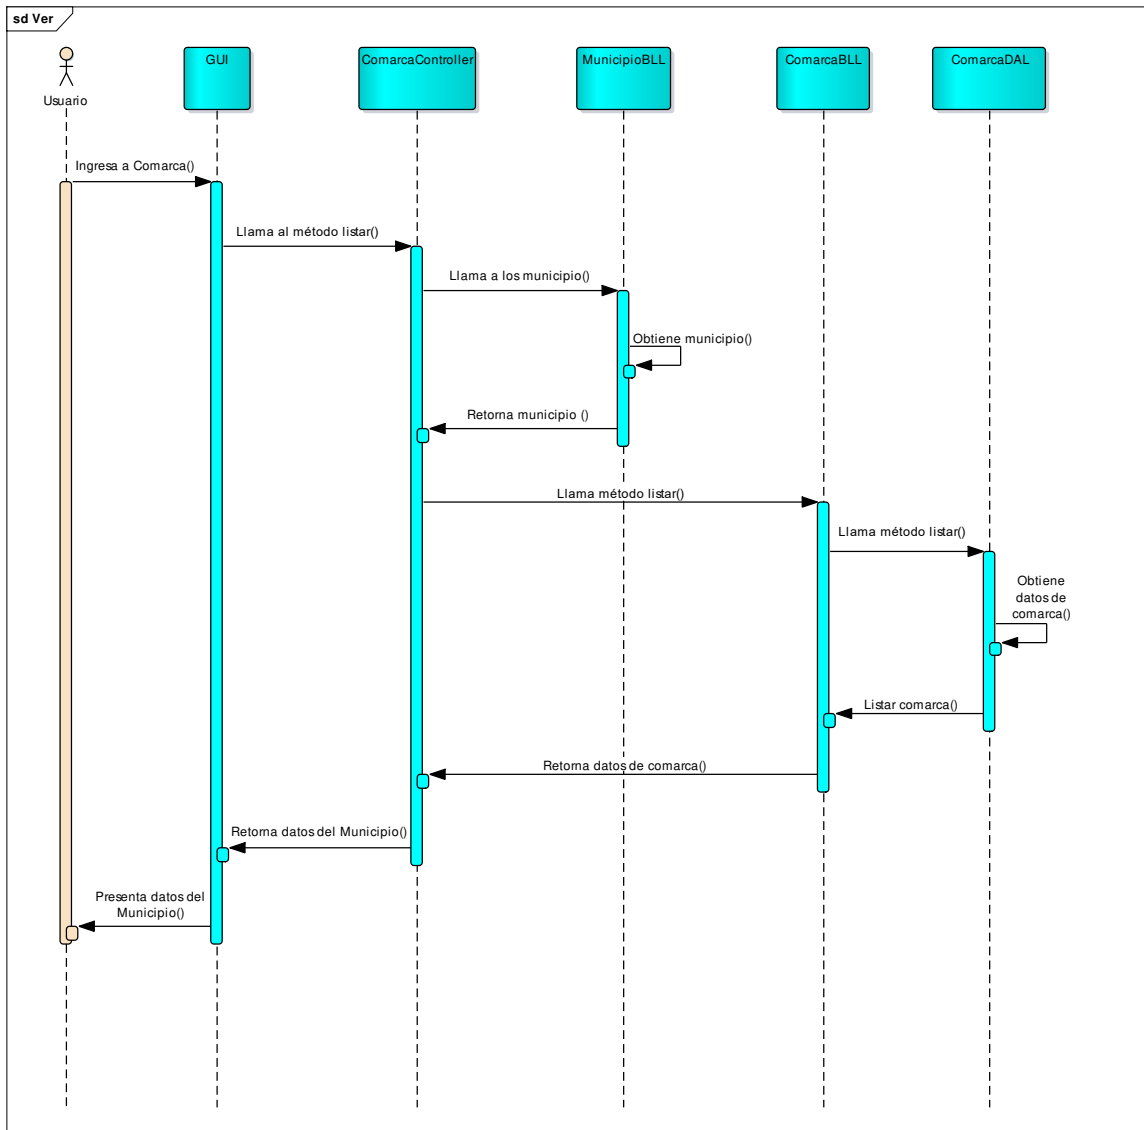 sd Ver
Usuario
GUI
ComarcaController
MunicipioBLL
ComarcaBLL
ComarcaDAL
Ingresa a Comarca()
Llama al método listar()
Llama a los municipio()
Obtiene municipio()
Retorna municipio ()
Llama método listar()
Llama método listar()
Obtiene
datos de
comarca()
Listar comarca()
Retorna datos de comarca()
Retorna datos del Municipio()
Presenta datos del
Municipio()